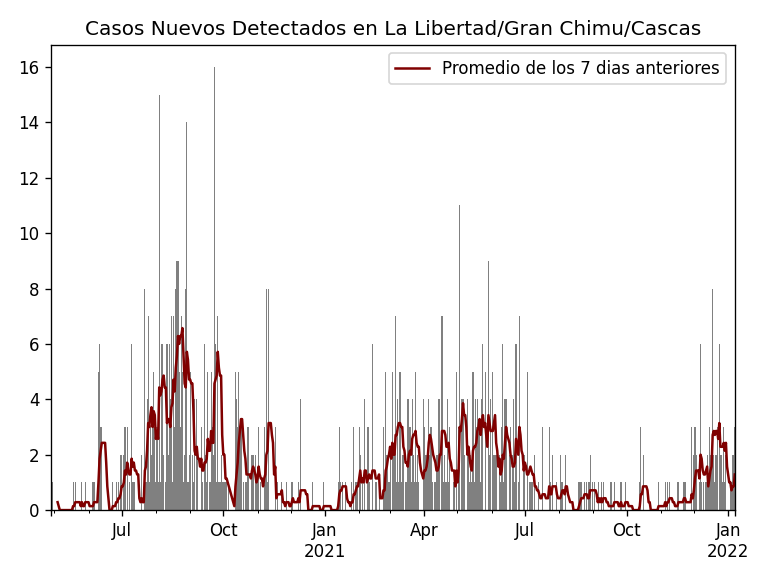 Casos Nuevos Detectados en La Libertad/Gran Chimu/Cascas
Promedio de los 7 dias anteriores
16
14
12
10
8
6
4
2
0
Jul
Oct
Jan
2021
Apr
Jul
Oct
Jan
2022